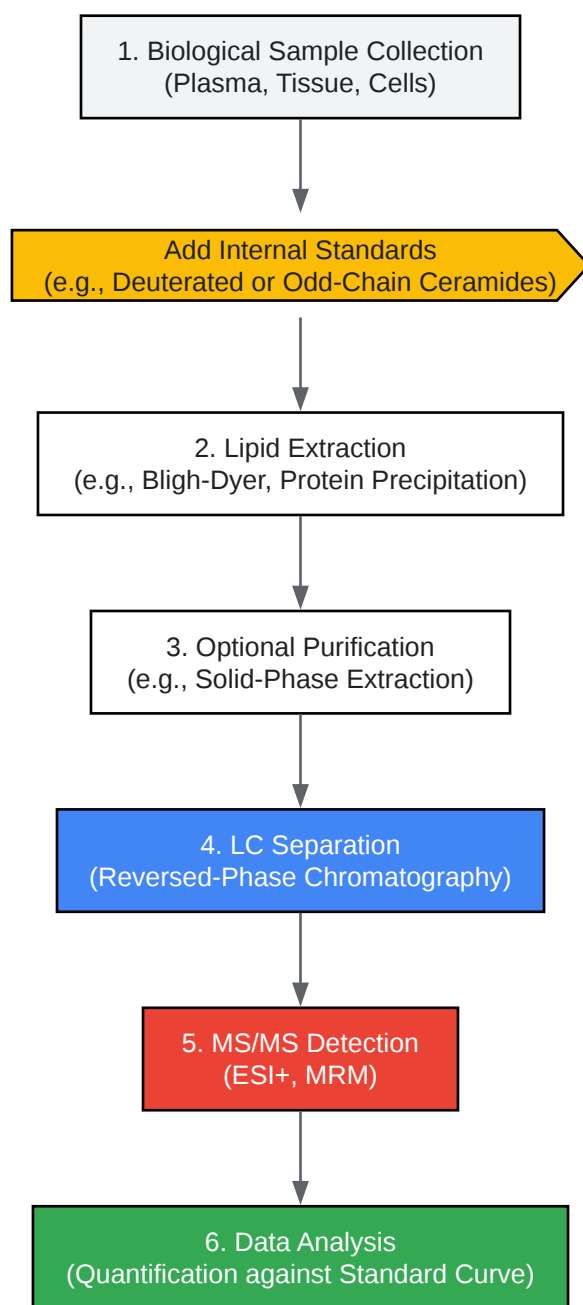 1. Biological Sample Collection
(Plasma, Tissue, Cells)
Add Internal Standards
(e.g., Deuterated or Odd-Chain Ceramides)
2. Lipid Extraction
(e.g., Bligh-Dyer, Protein Precipitation)
3. Optional Purification
(e.g., Solid-Phase Extraction)
4. LC Separation
(Reversed-Phase Chromatography)
5. MS/MS Detection
(ESI+, MRM)
6. Data Analysis
(Quantification against Standard Curve)